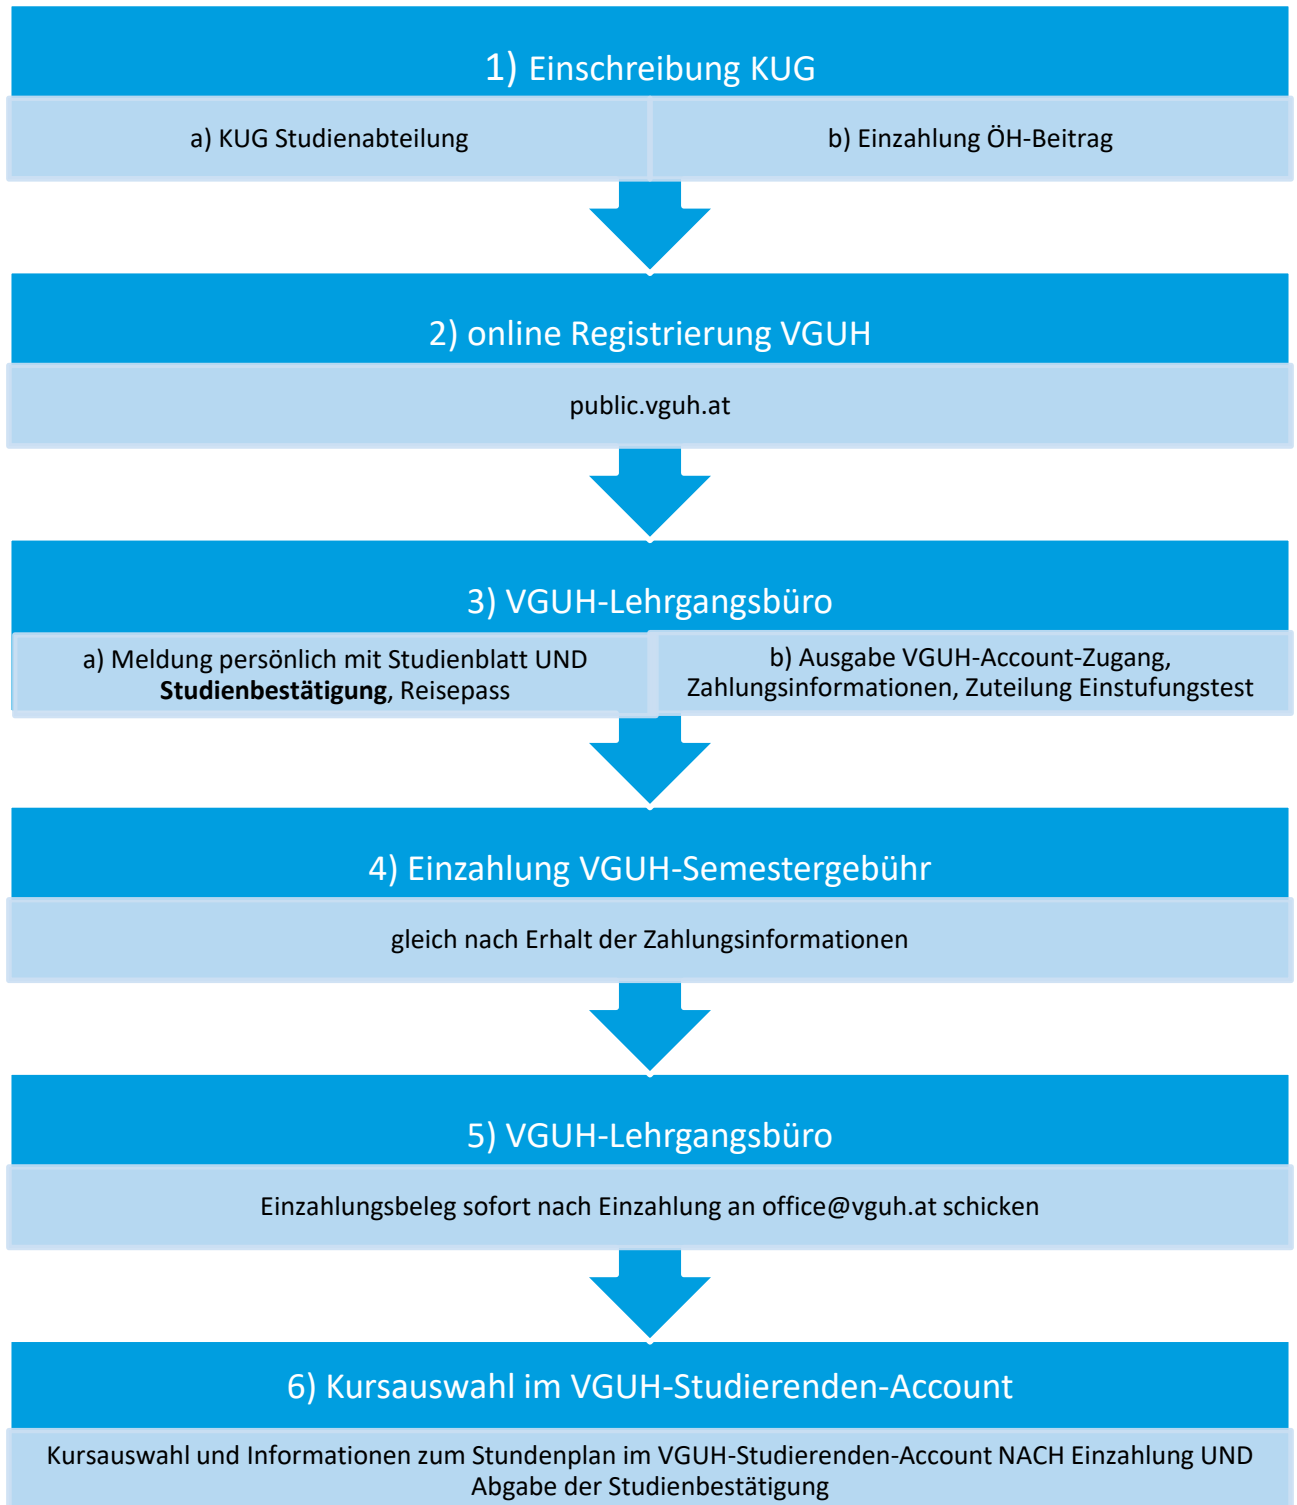 1) Einschreibung KUG
a) KUG Studienabteilung
b) Einzahlung ÖH-Beitrag
2) online Registrierung VGUH
public.vguh.at
3) VGUH-Lehrgangsbüro
a) Meldung persönlich mit Studienblatt UND
Studienbestätigung, Reisepass
b) Ausgabe VGUH-Account-Zugang,
Zahlungsinformationen, Zuteilung Einstufungstest
4) Einzahlung VGUH-Semestergebühr
gleich nach Erhalt der Zahlungsinformationen
5) VGUH-Lehrgangsbüro
Einzahlungsbeleg sofort nach Einzahlung an office@vguh.at schicken
6) Kursauswahl im VGUH-Studierenden-Account
Kursauswahl und Informationen zum Stundenplan im VGUH-Studierenden-Account NACH Einzahlung UND
Abgabe der Studienbestätigung